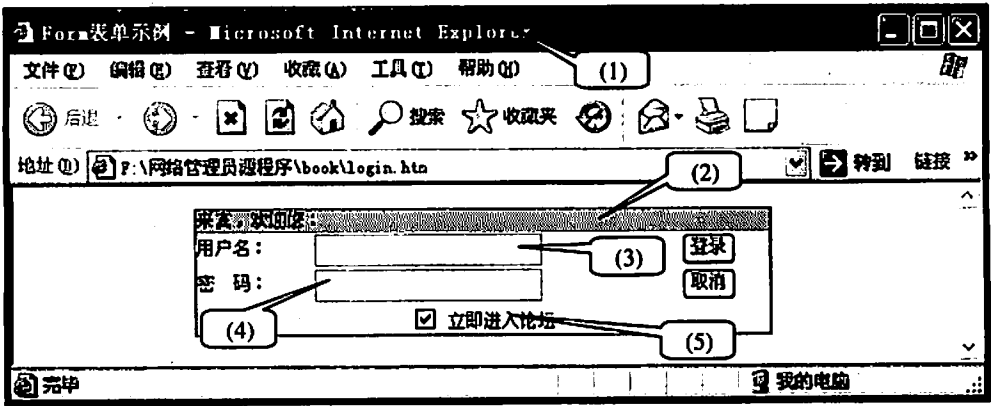 Form表单示例 - Microsoft Internet Explorer
文件(F) 编辑(E) 查看(V) 收藏(A) 工具(T) 帮助(H)
(1)
后退 搜索 收藏夹
地址(D) F:\网络管理员源程序\book\login.htm 转到 链接 »
(2)
来宾,欢迎您:
用户名: 登录
(3)
密 码: 取消
(4)
立即进入论坛
(5)
完毕 我的电脑